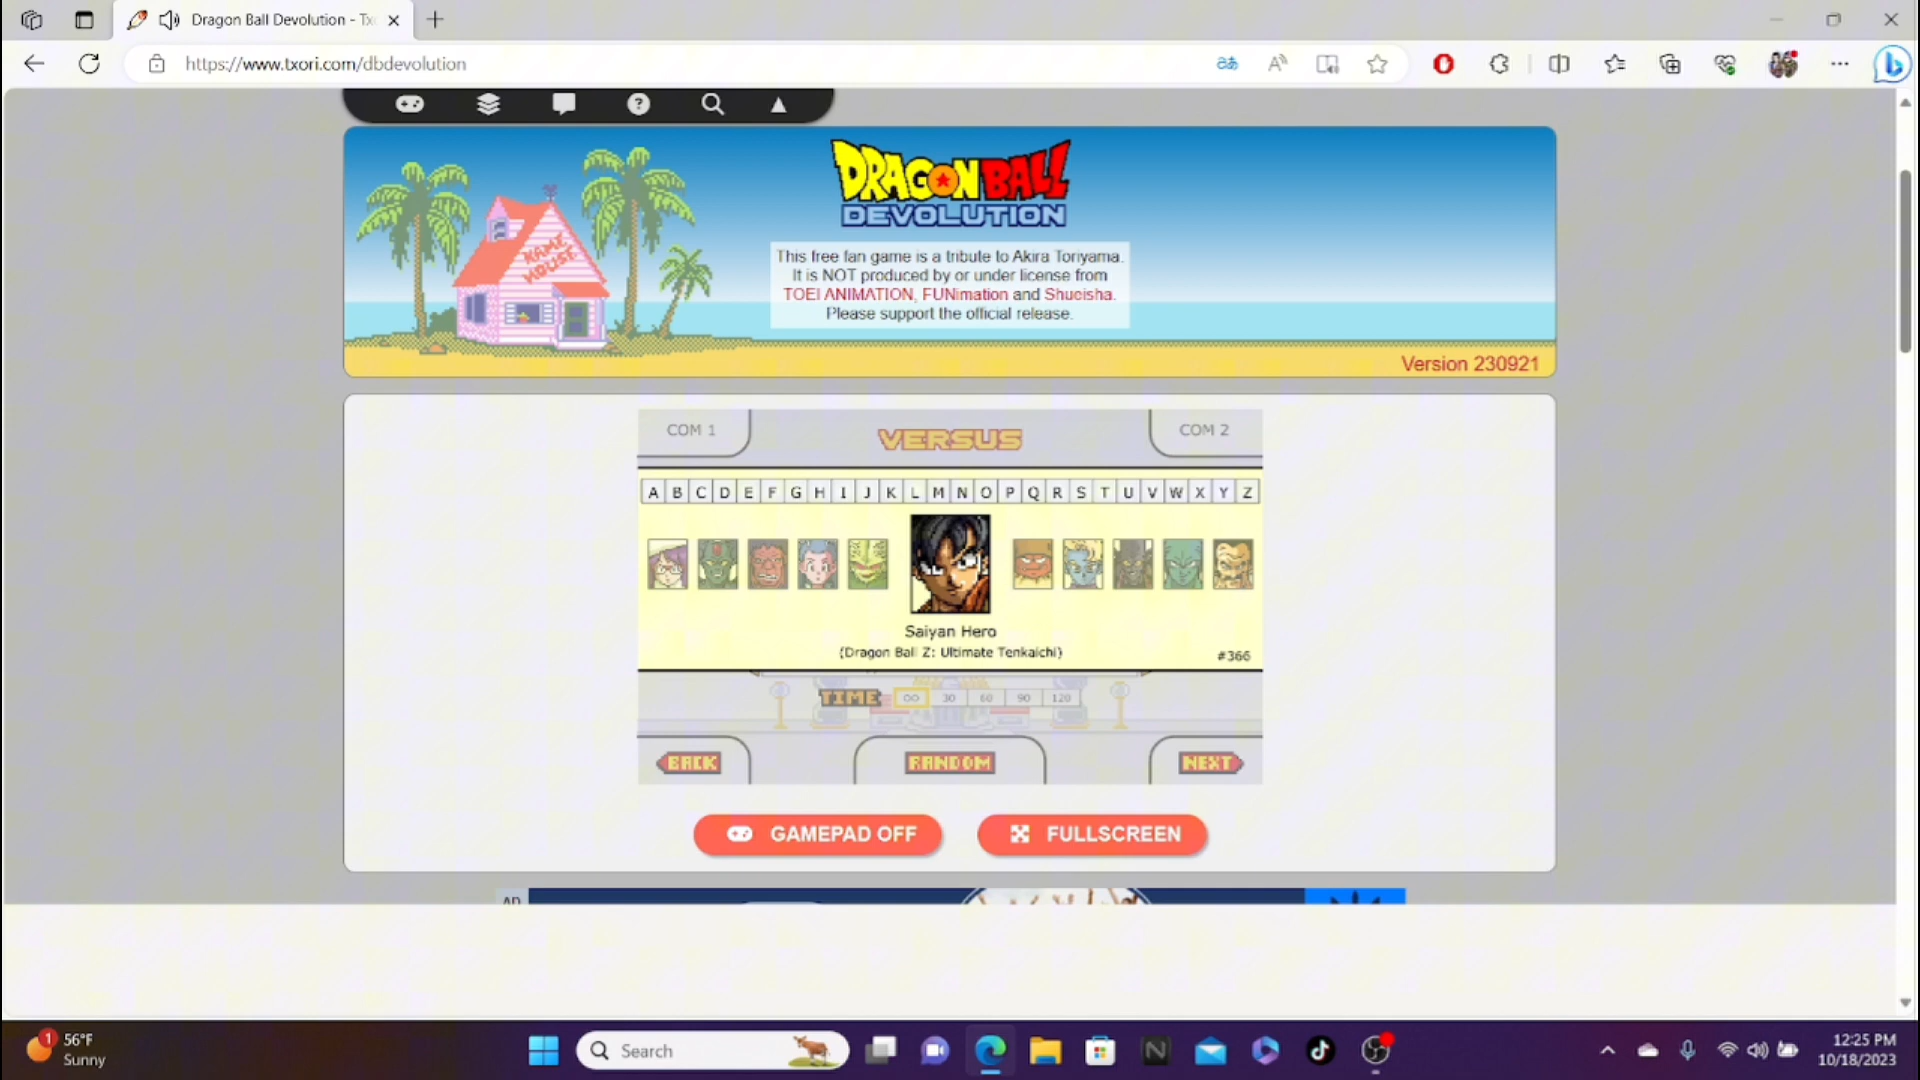 Dragon Ball Devolution - Tx
https://www.txori.com/dbdevolution
KAME
HOUSE
DRAGON BALL
DEVOLUTION
This free fan game is a tribute to Akira Toriyama.
It is NOT produced by or under license from
TOEI ANIMATION, FUNimation and Shueisha.
Please support the official release.
Version 230921
COM 1
VERSUS
COM 2
A B C D E F G H I J K L M N O P Q R S T U V W X Y Z
Saiyan Hero
(Dragon Ball Z: Ultimate Tenkaichi)
#366
TIME ∞ 30 60 90 120
BACK
RANDOM
NEXT
GAMEPAD OFF
FULLSCREEN
AD
1
56°F
Sunny
Search
12:25 PM
10/18/2023